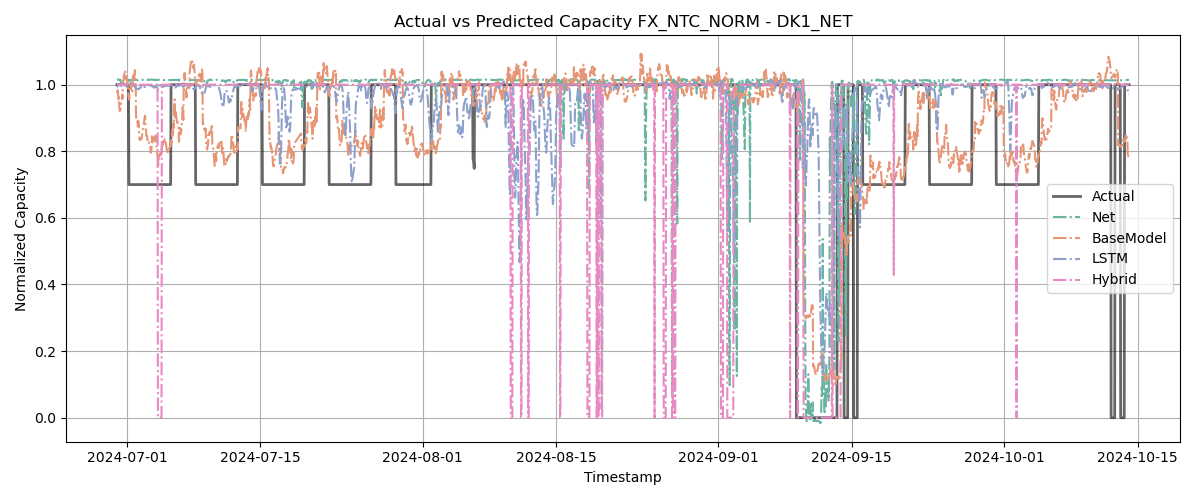 Actual vs Predicted Capacity FX_NTC_NORM - DK1_NET
Normalized Capacity
1.0
0.8
0.6
0.4
0.2
0.0
Actual
Net
BaseModel
LSTM
Hybrid
2024-07-01
2024-07-15
2024-08-01
2024-08-15
2024-09-01
2024-09-15
2024-10-01
2024-10-15
Timestamp